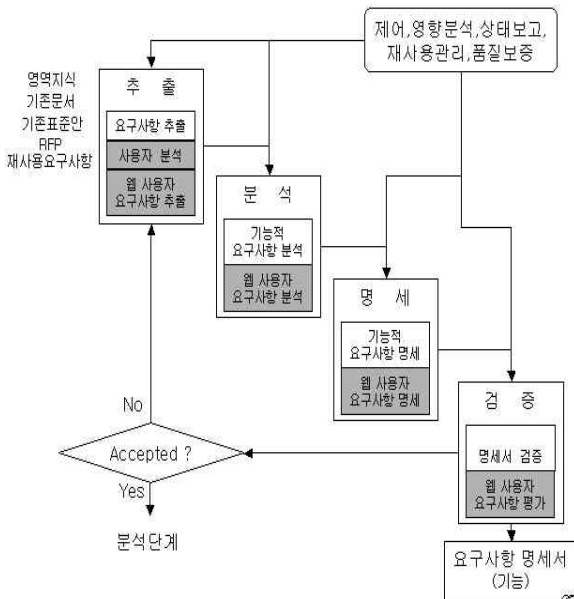 제어,영향분석,상태보고,
재사용관리,품질보증
영역지식
기존문서
기존표준안
RFP
재사용요구사항
추 출
요구사항 추출
사용자 분석
웹 사용자
요구사항 추출
분 석
기능적
요구사항 분석
웹 사용자
요구사항 분석
명 세
기능적
요구사항 명세
웹 사용자
요구사항 명세
검 증
명세서 검증
웹 사용자
요구사항 평가
No
Accepted ?
Yes
분석단계
요구사항 명세서
(기능)